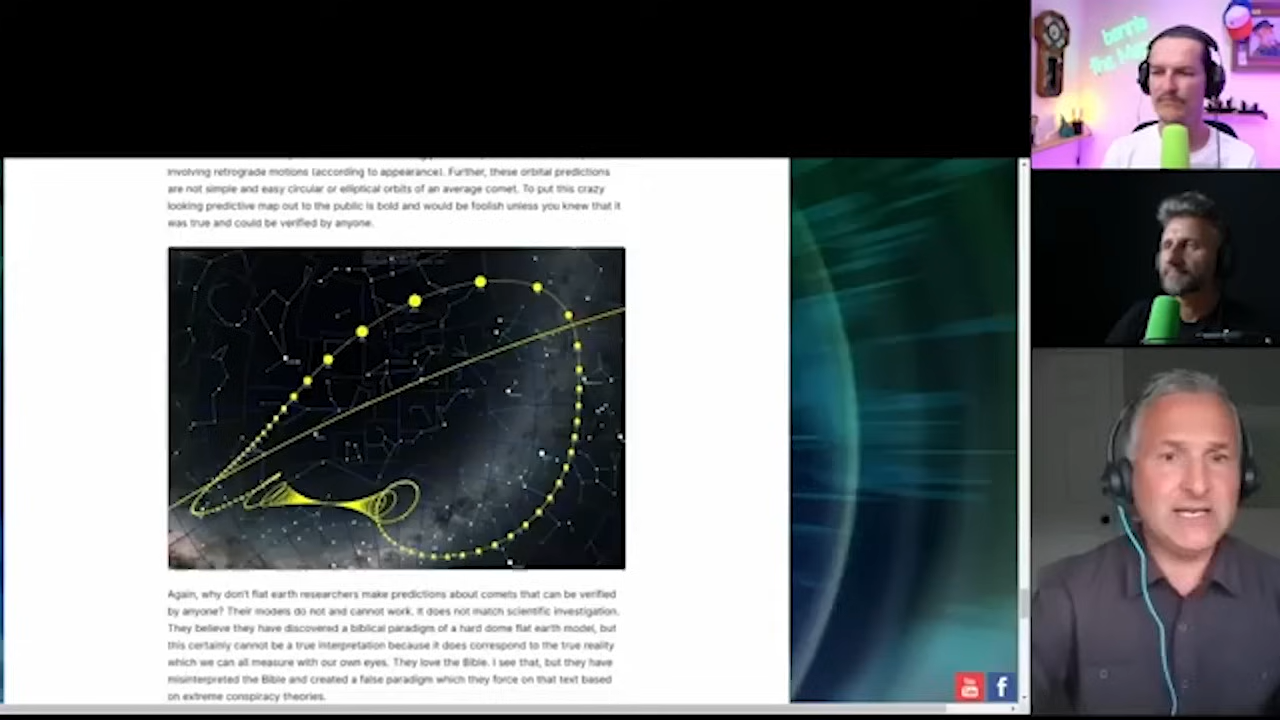 involving retrograde motions (according to appearance). Further, these orbital predictions
are not simple and easy circular or elliptical orbits of an average comet. To put this crazy
looking predictive map out to the public is bold and would be foolish unless you knew that it
was true and could be verified by anyone.
Again, why don't flat earth researchers make predictions about comets that can be verified
by anyone? Their models do not and cannot work. It does not match scientific investigation.
They believe they have discovered a biblical paradigm of a hard dome flat earth model, but
this certainly cannot be a true interpretation because it does correspond to the true reality
which we can all measure with our own eyes. They love the Bible. I see that, but they have
misinterpreted the Bible and created a false paradigm which they force on that text based
on extreme conspiracy theories.
You
f
The